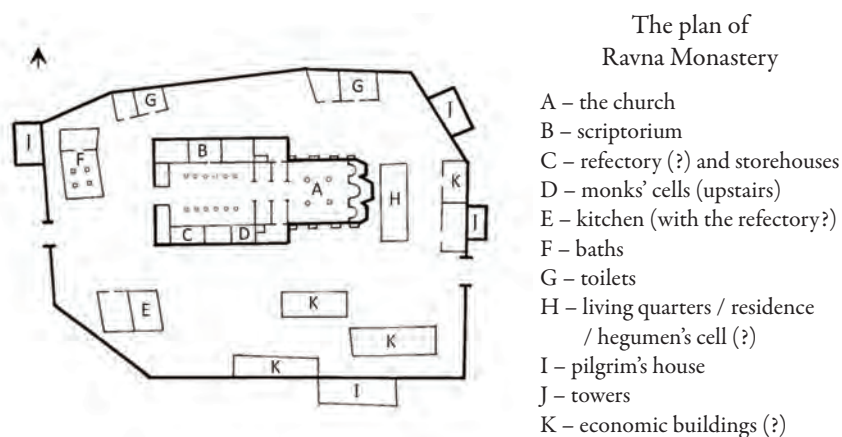 G
G
J
J
B
F
A
K
H
J
C
D
E
K
K
K
I
The plan of
Ravna Monastery
A – the church
B – scriptorium
C – refectory (?) and storehouses
D – monks' cells (upstairs)
E – kitchen (with the refectory?)
F – baths
G – toilets
H – living quarters / residence
/ hegumen's cell (?)
I – pilgrim's house
J – towers
K – economic buildings (?)